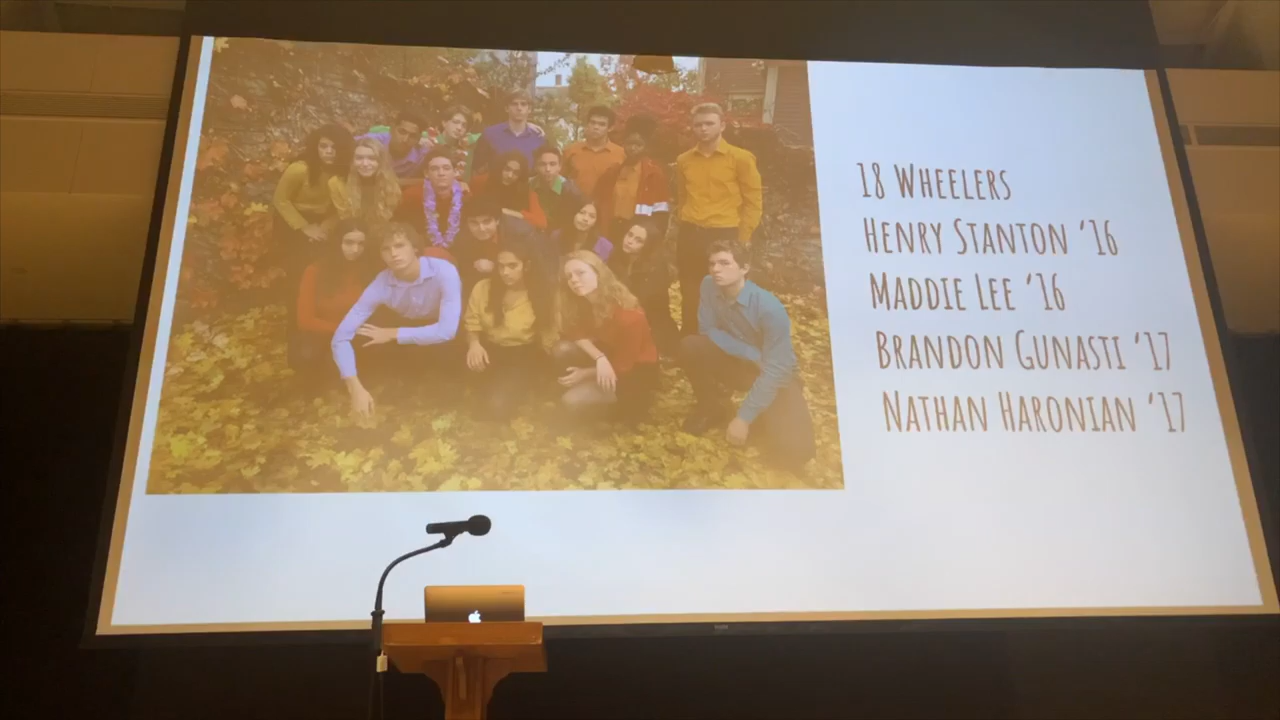 18 WHEELERS
HENRY STANTON '16
MADDIE LEE '16
BRANDON GUNASTI '17
NATHAN HARONIAN '17